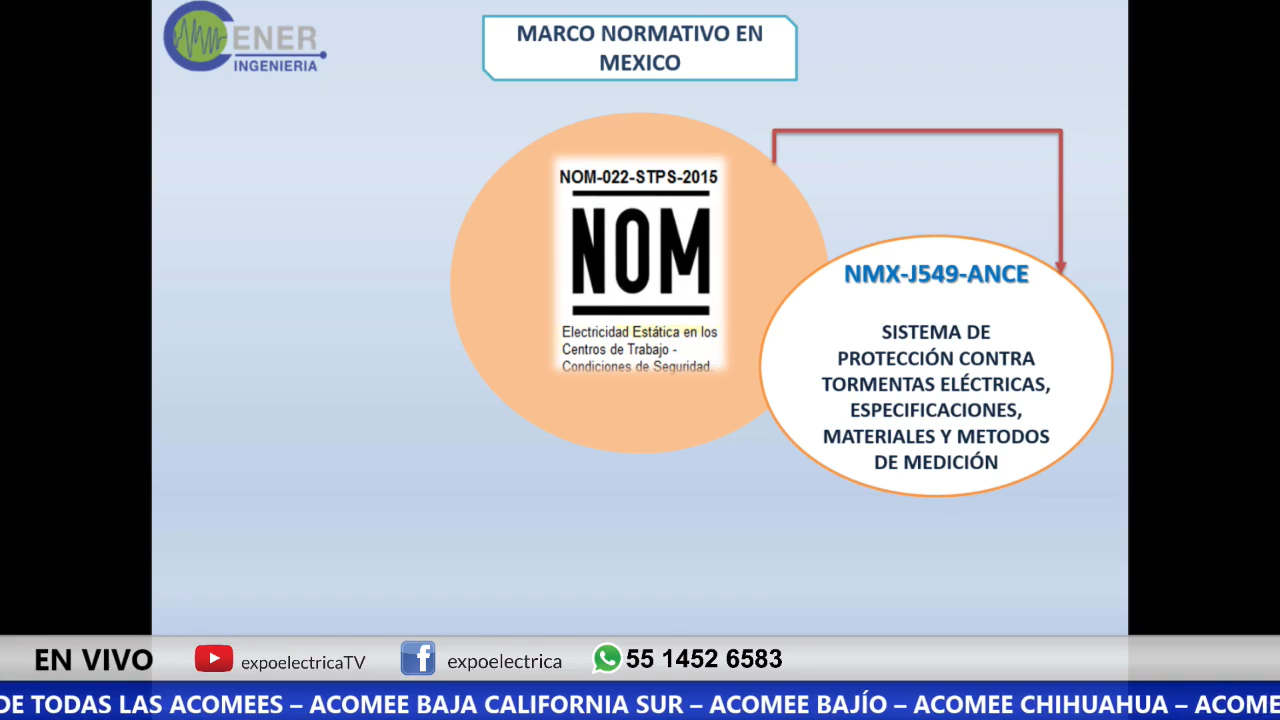 ENER
INGENIERIA
MARCO NORMATIVO EN
MEXICO
NOM-022-STPS-2015
NOM
Electricidad Estática en los
Centros de Trabajo -
Condiciones de Seguridad.
NMX-J549-ANCE
SISTEMA DE
PROTECCIÓN CONTRA
TORMENTAS ELÉCTRICAS,
ESPECIFICACIONES,
MATERIALES Y METODOS
DE MEDICIÓN
EN VIVO expoelectricaTV expoelectrica 55 1452 6583
DE TODAS LAS ACOMEES – ACOMEE BAJA CALIFORNIA SUR – ACOMEE BAJÍO – ACOMEE CHIHUAHUA – ACOME